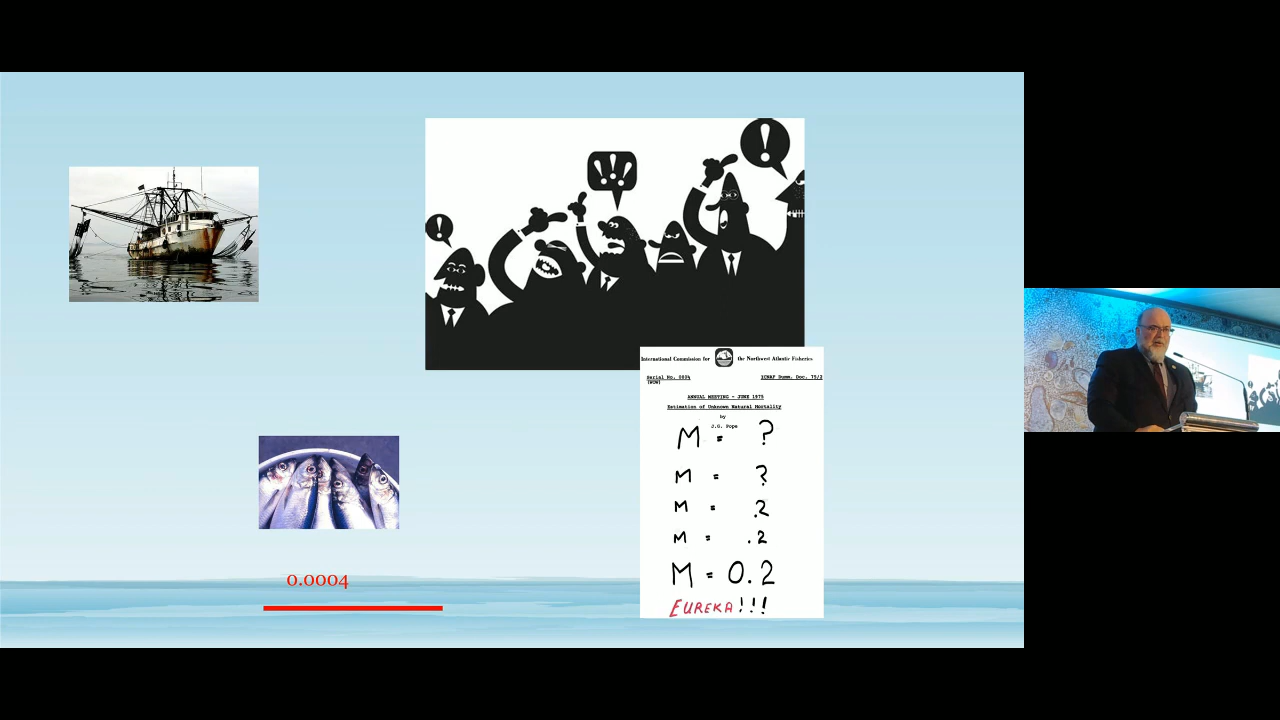 International Commission for the Northwest Atlantic Fisheries
Serial No. 0804 ICNAF Summ. Doc. 75/2
ANNUAL MEETING - JUNE 1975
Estimation of Unknown Natural Mortality
by
J.G. Pope
M = ?
M = ?
M = .2
M = .2
M = 0.2
EUREKA!!!
0.0004